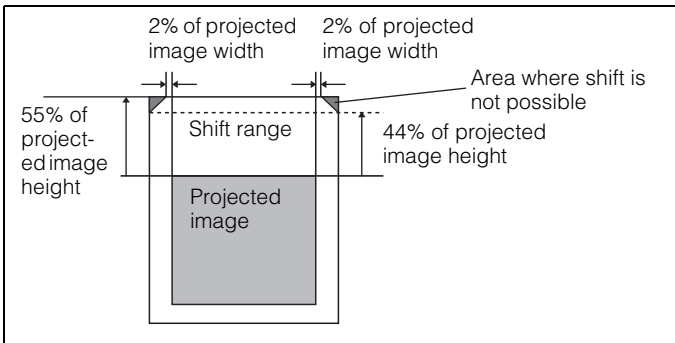 2% of projected
image width
2% of projected
image width
Area where shift is
not possible
55% of
project-
ed image
height
Shift range
44% of projected
image height
Projected
image